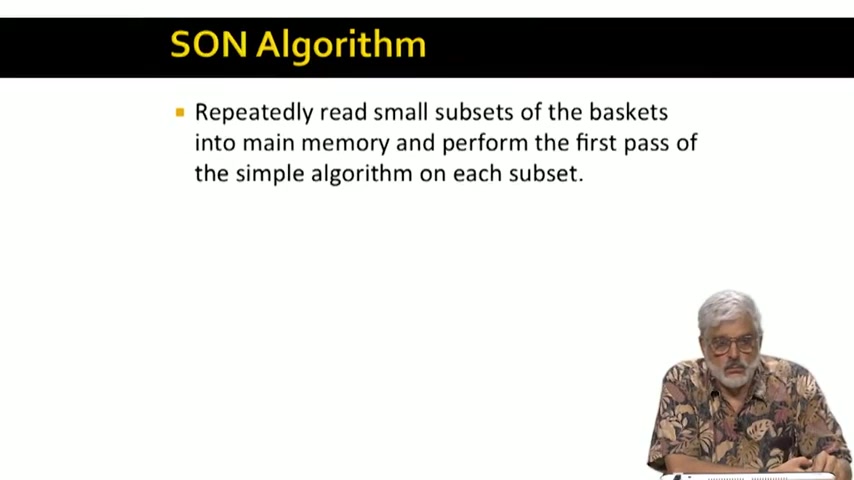 SON Algorithm
Repeatedly read small subsets of the baskets
into main memory and perform the first pass of
the simple algorithm on each subset.